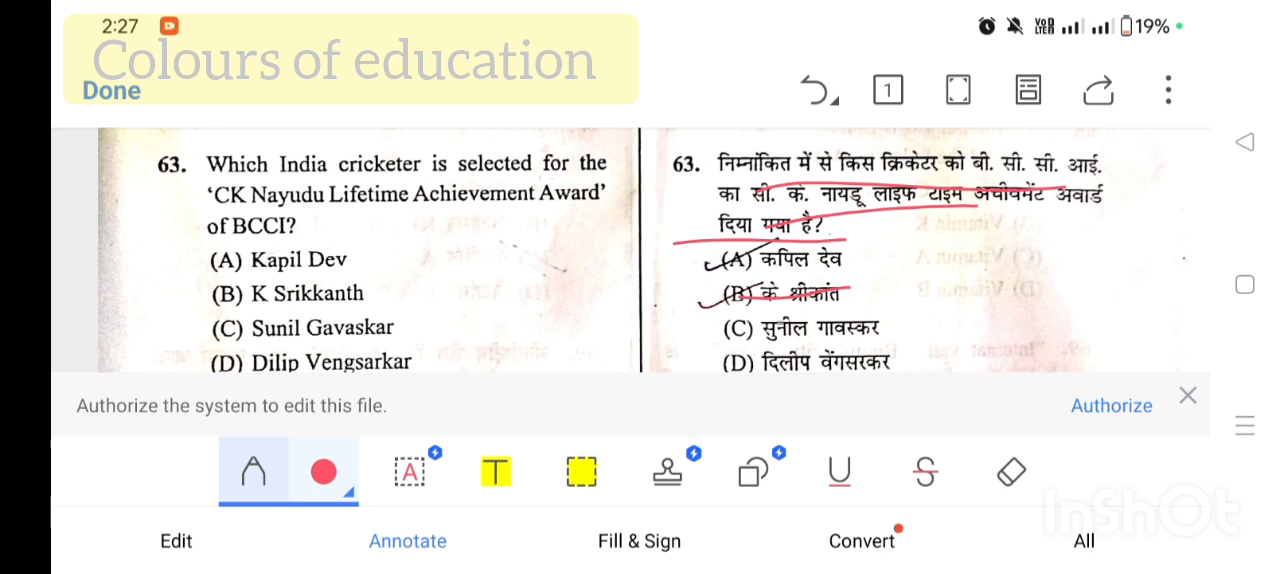 2:27
VoD LTEB 19%
Colours of education
Done
1
63. Which India cricketer is selected for the
'CK Nayudu Lifetime Achievement Award'
of BCCI?
(A) Kapil Dev
(B) K Srikkanth
(C) Sunil Gavaskar
(D) Dilip Vengsarkar
63. निम्नांकित में से किस क्रिकेटर को बी. सी. सी. आई.
का सी. के. नायडू लाइफ टाइम अचीवमेंट अवार्ड
दिया गया है?
(A) कपिल देव
(B) के श्रीकांत
(C) सुनील गावस्कर
(D) दिलीप वेंगसरकर
Authorize the system to edit this file.
Authorize
A T U S
Edit Annotate Fill & Sign Convert All
InShOt